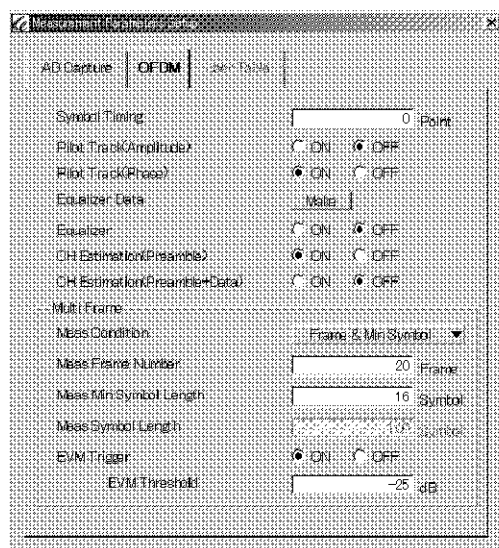 Measurement Parameters Setup
AD Capture OFDM User Table
Symbol Timing 0 Point
Pilot Track(Amplitude) ON OFF
Pilot Track(Phase) ON OFF
Equalizer Data Make
Equalizer ON OFF
CH Estimation(Preamble) ON OFF
CH Estimation(Preamble+Data) ON OFF
Multi Frame
Meas Condition Frame & Min Symbol
Meas Frame Number 20 Frame
Meas Min Symbol Length 16 Symbol
Meas Symbol Length Symbol
EVM Trigger ON OFF
EVM Threshold -25 dB